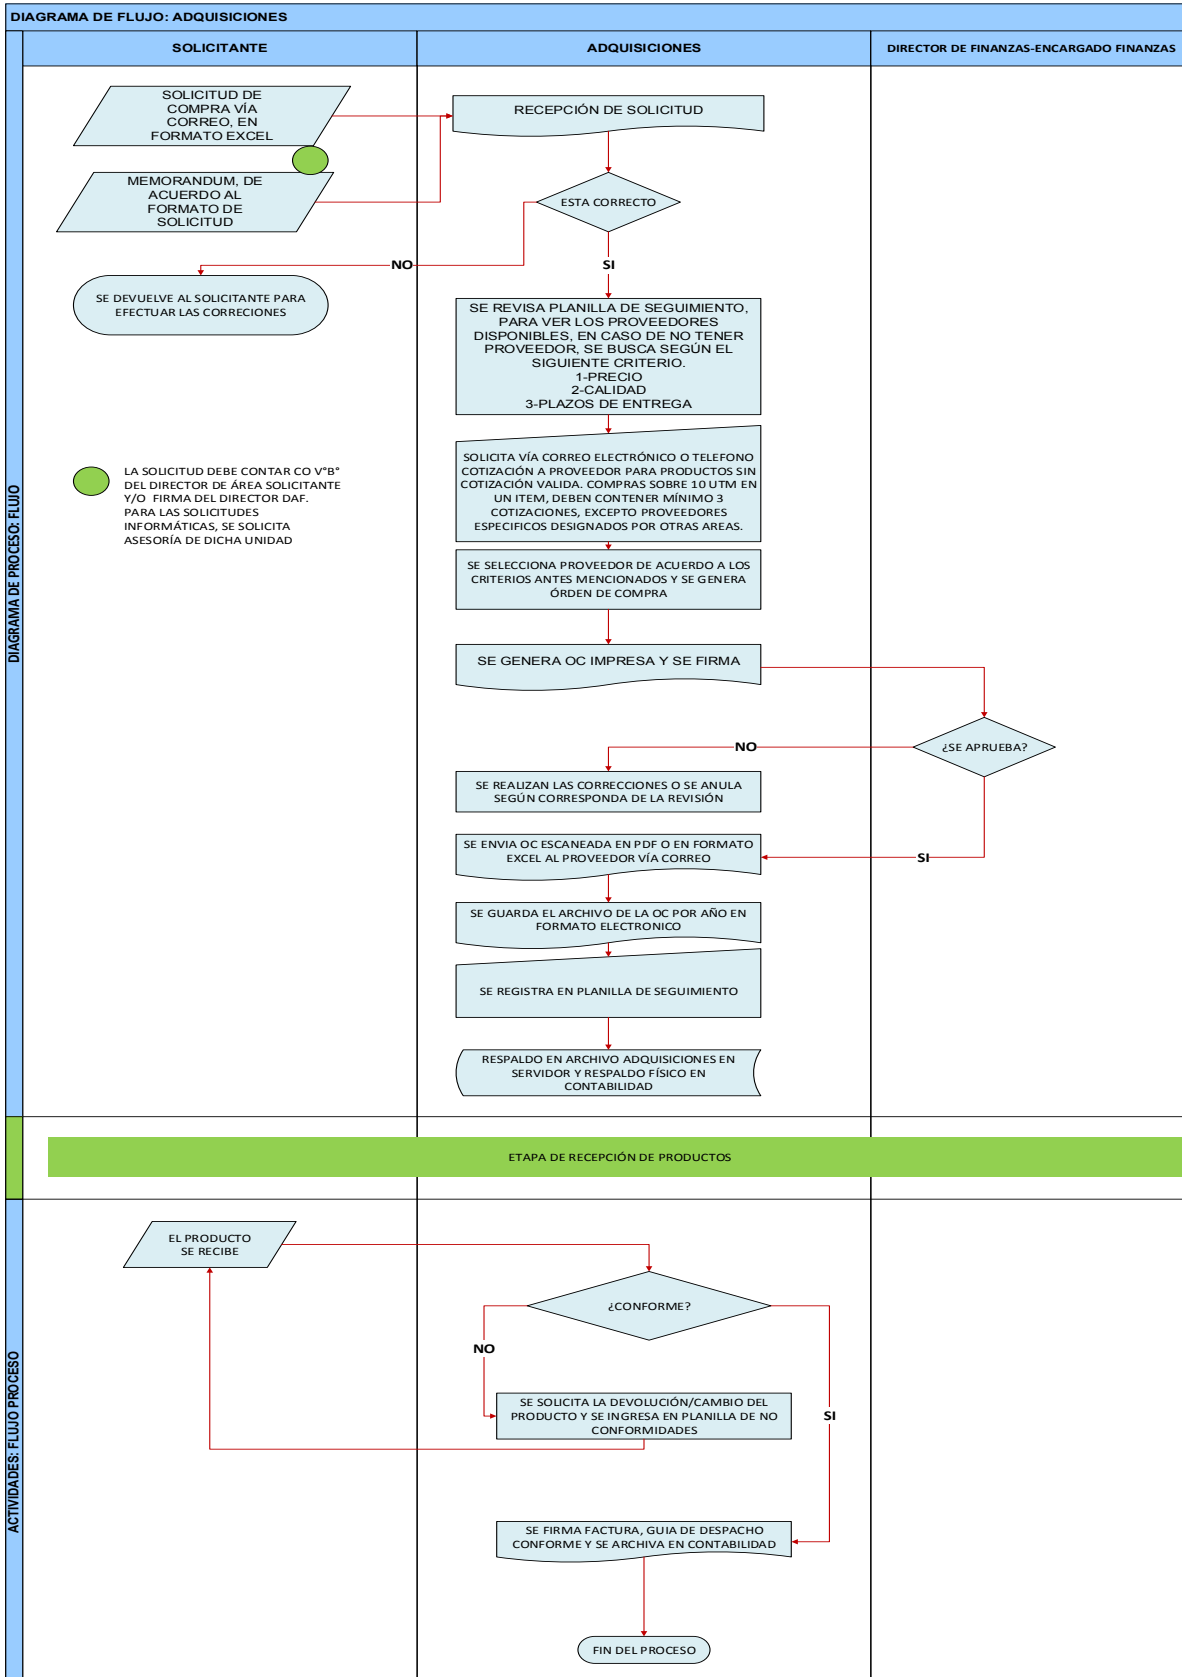 DIAGRAMA DE FLUJO: ADQUISICIONES
SOLICITANTE
ADQUISICIONES
DIRECTOR DE FINANZAS-ENCARGADO FINANZAS
DIAGRAMA DE PROCESO: FLUJO
SOLICITUD DE
COMPRA VÍA
CORREO, EN
FORMATO EXCEL
RECEPCIÓN DE SOLICITUD
MEMORANDUM, DE
ACUERDO AL
FORMATO DE
SOLICITUD
ESTA CORRECTO
NO
SI
SE DEVUELVE AL SOLICITANTE PARA
EFECTUAR LAS CORRECIONES
SE REVISA PLANILLA DE SEGUIMIENTO,
PARA VER LOS PROVEEDORES
DISPONIBLES, EN CASO DE NO TENER
PROVEEDOR, SE BUSCA SEGÚN EL
SIGUIENTE CRITERIO.
1-PRECIO
2-CALIDAD
3-PLAZOS DE ENTREGA
LA SOLICITUD DEBE CONTAR CO V°B°
DEL DIRECTOR DE ÁREA SOLICITANTE
Y/O FIRMA DEL DIRECTOR DAF.
PARA LAS SOLICITUDES
INFORMÁTICAS, SE SOLICITA
ASESORÍA DE DICHA UNIDAD
SOLICITA VÍA CORREO ELECTRÓNICO O TELEFONO
COTIZACIÓN A PROVEEDOR PARA PRODUCTOS SIN
COTIZACIÓN VALIDA. COMPRAS SOBRE 10 UTM EN
UN ITEM, DEBEN CONTENER MÍNIMO 3
COTIZACIONES, EXCEPTO PROVEEDORES
ESPECIFICOS DESIGNADOS POR OTRAS AREAS.
SE SELECCIONA PROVEEDOR DE ACUERDO A LOS
CRITERIOS ANTES MENCIONADOS Y SE GENERA
ÓRDEN DE COMPRA
SE GENERA OC IMPRESA Y SE FIRMA
¿SE APRUEBA?
NO
SE REALIZAN LAS CORRECCIONES O SE ANULA
SEGÚN CORRESPONDA DE LA REVISIÓN
SE ENVIA OC ESCANEADA EN PDF O EN FORMATO
EXCEL AL PROVEEDOR VÍA CORREO
SI
SE GUARDA EL ARCHIVO DE LA OC POR AÑO EN
FORMATO ELECTRONICO
SE REGISTRA EN PLANILLA DE SEGUIMIENTO
RESPALDO EN ARCHIVO ADQUISICIONES EN
SERVIDOR Y RESPALDO FÍSICO EN
CONTABILIDAD
ETAPA DE RECEPCIÓN DE PRODUCTOS
ACTIVIDADES: FLUJO PROCESO
EL PRODUCTO
SE RECIBE
¿CONFORME?
NO
SE SOLICITA LA DEVOLUCIÓN/CAMBIO DEL
PRODUCTO Y SE INGRESA EN PLANILLA DE NO
CONFORMIDADES
SI
SE FIRMA FACTURA, GUIA DE DESPACHO
CONFORME Y SE ARCHIVA EN CONTABILIDAD
FIN DEL PROCESO